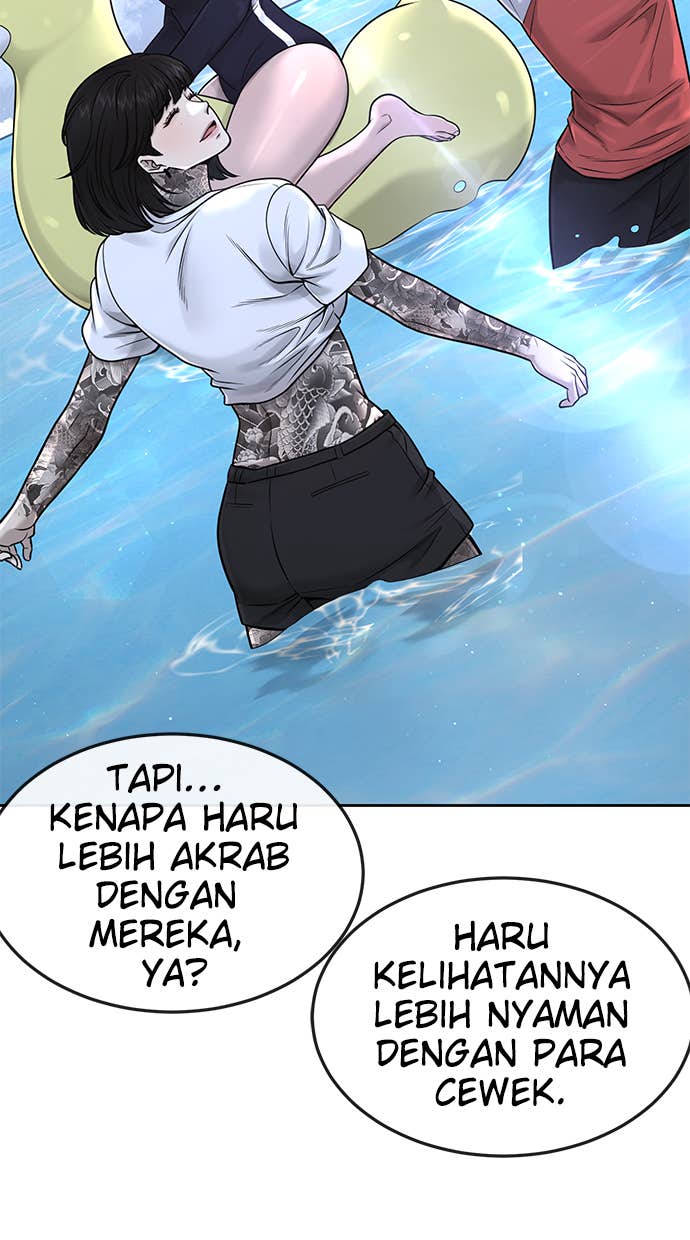 TAPI...
KENAPA HARU
LEBIH AKRAB
DENGAN
MEREKA,
YA?
HARU
KELIHATANNYA
LEBIH NYAMAN
DENGAN PARA
CEWEK.